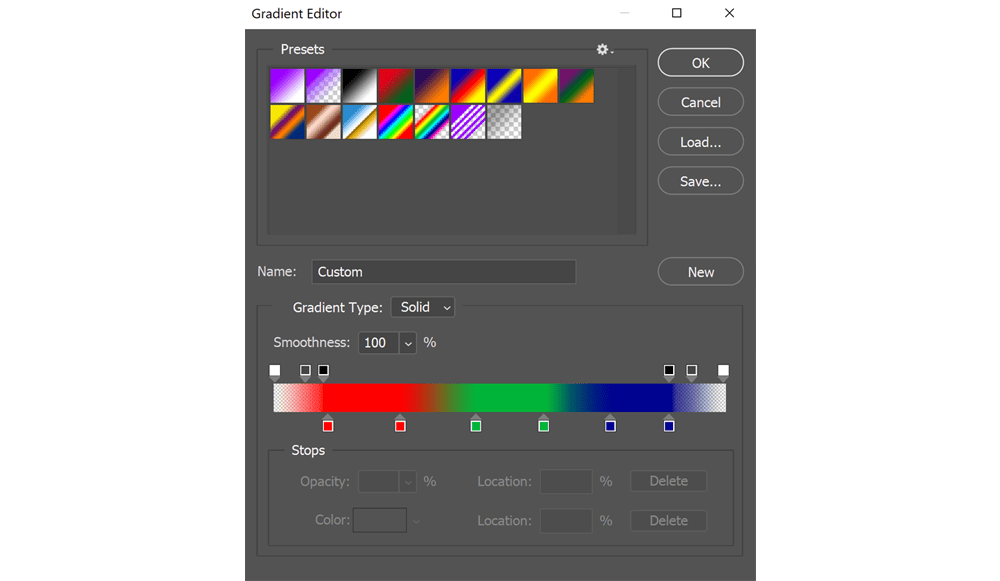 Gradient Editor
Presets
OK
Cancel
Load...
Save...
Name: Custom
New
Gradient Type: Solid
Smoothness: 100 %
Stops
Opacity: % Location: % Delete
Color: Location: % Delete